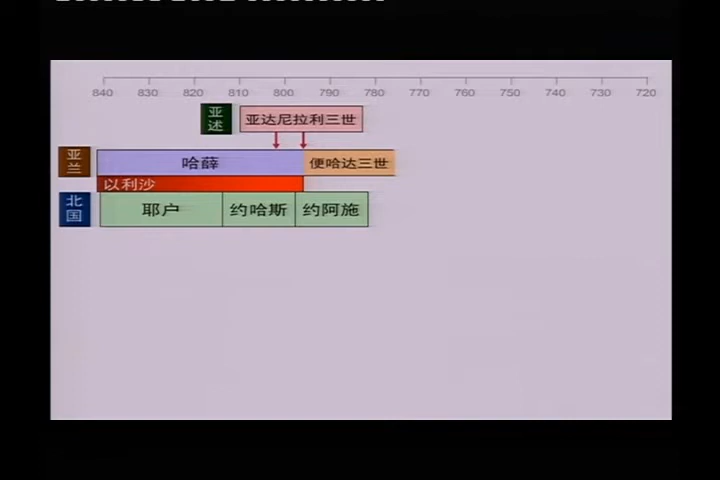 840 830 820 810 800 790 780 770 760 750 740 730 720
亚述 亚达尼拉利三世
亚兰 哈薛 便哈达三世
以利沙
北国 耶户 约哈斯 约阿施